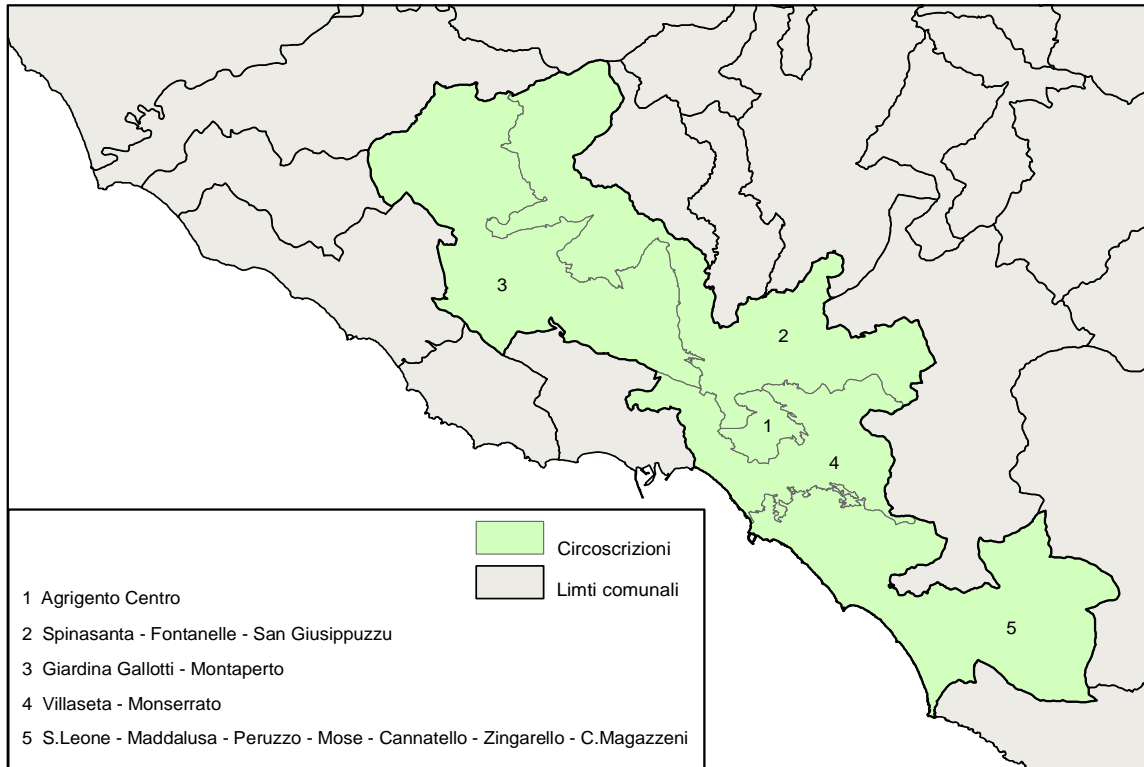 3
2
1
4
5
Circoscrizioni
Limti comunali
1 Agrigento Centro
2 Spinasanta - Fontanelle - San Giusippuzzu
3 Giardina Gallotti - Montaperto
4 Villaseta - Monserrato
5 S.Leone - Maddalusa - Peruzzo - Mose - Cannatello - Zingarello - C.Magazzeni